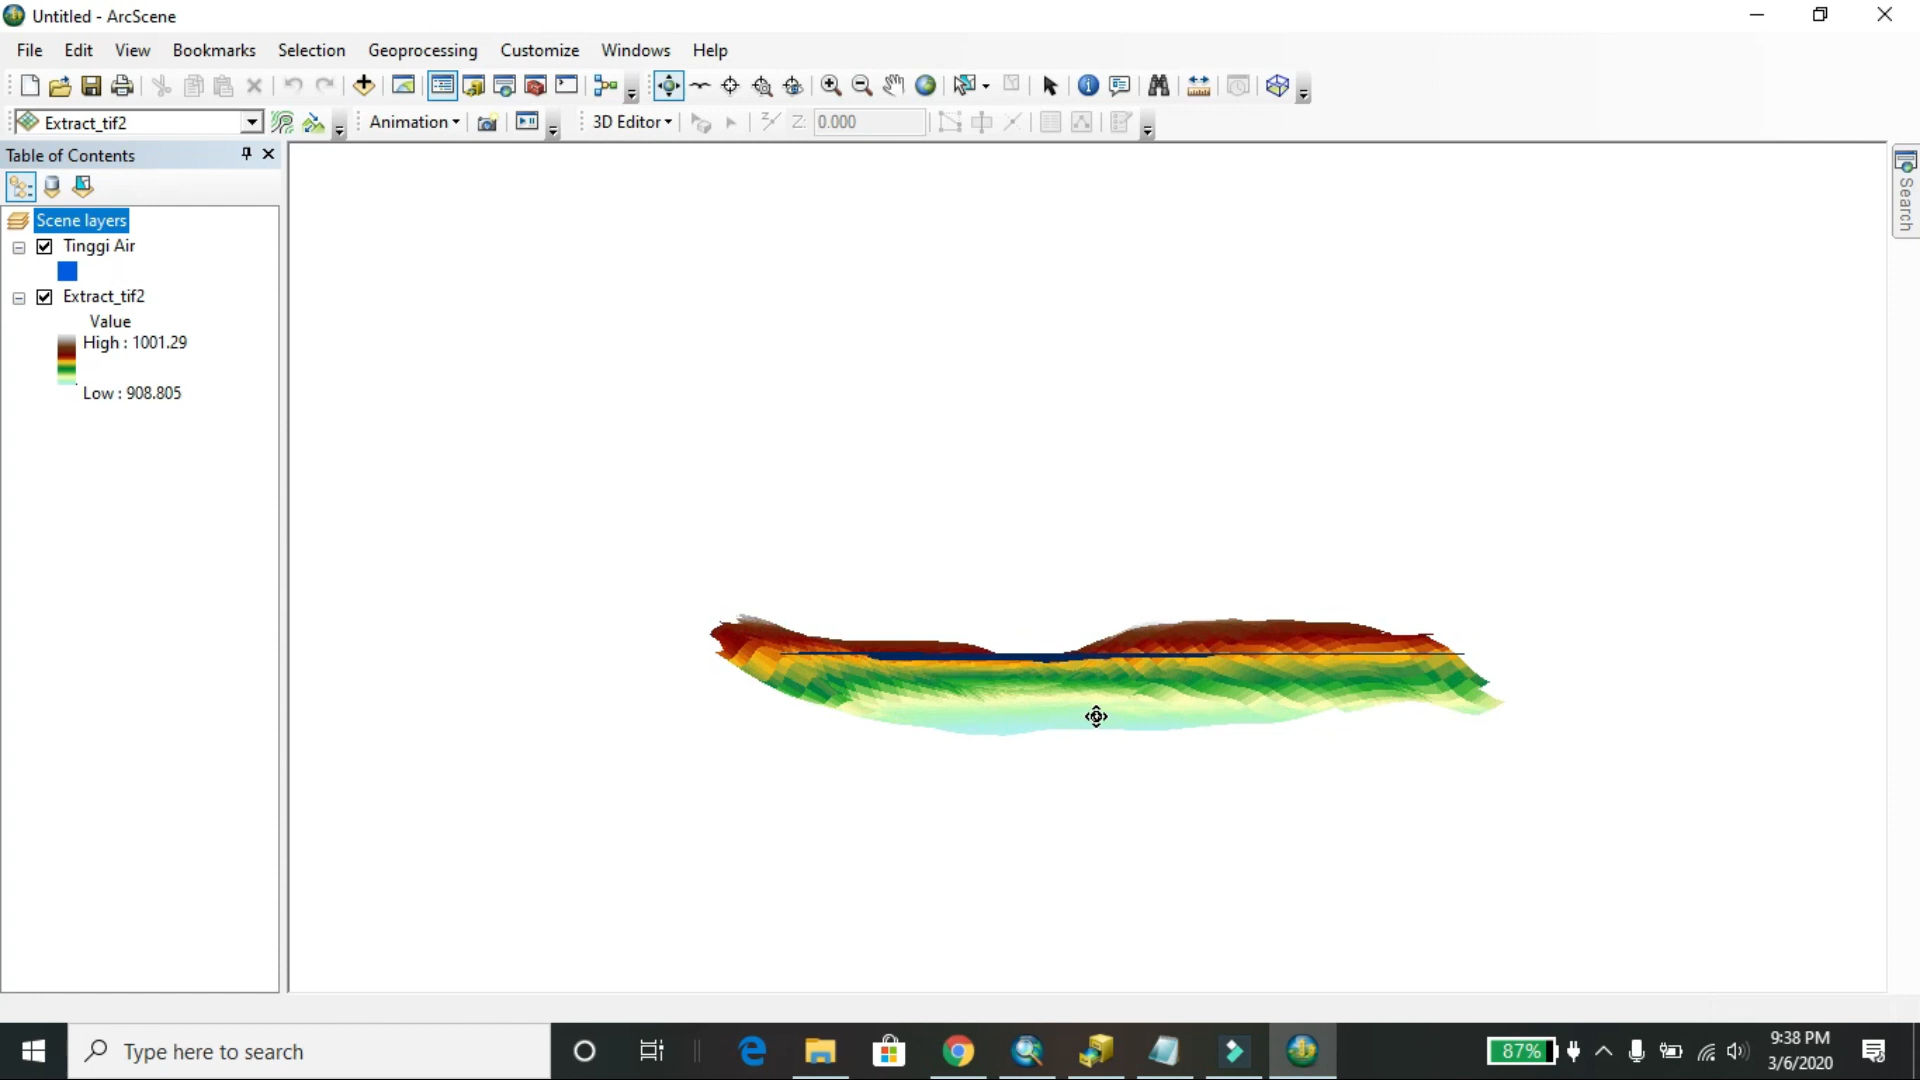 Untitled - ArcScene
File Edit View Bookmarks Selection Geoprocessing Customize Windows Help
Extract_tif2 Animation 3D Editor Z: 0.000
Table of Contents
Search
Scene layers
Tinggi Air
Extract_tif2
Value
High : 1001.29
Low : 908.805
Type here to search
87%
9:38 PM
3/6/2020